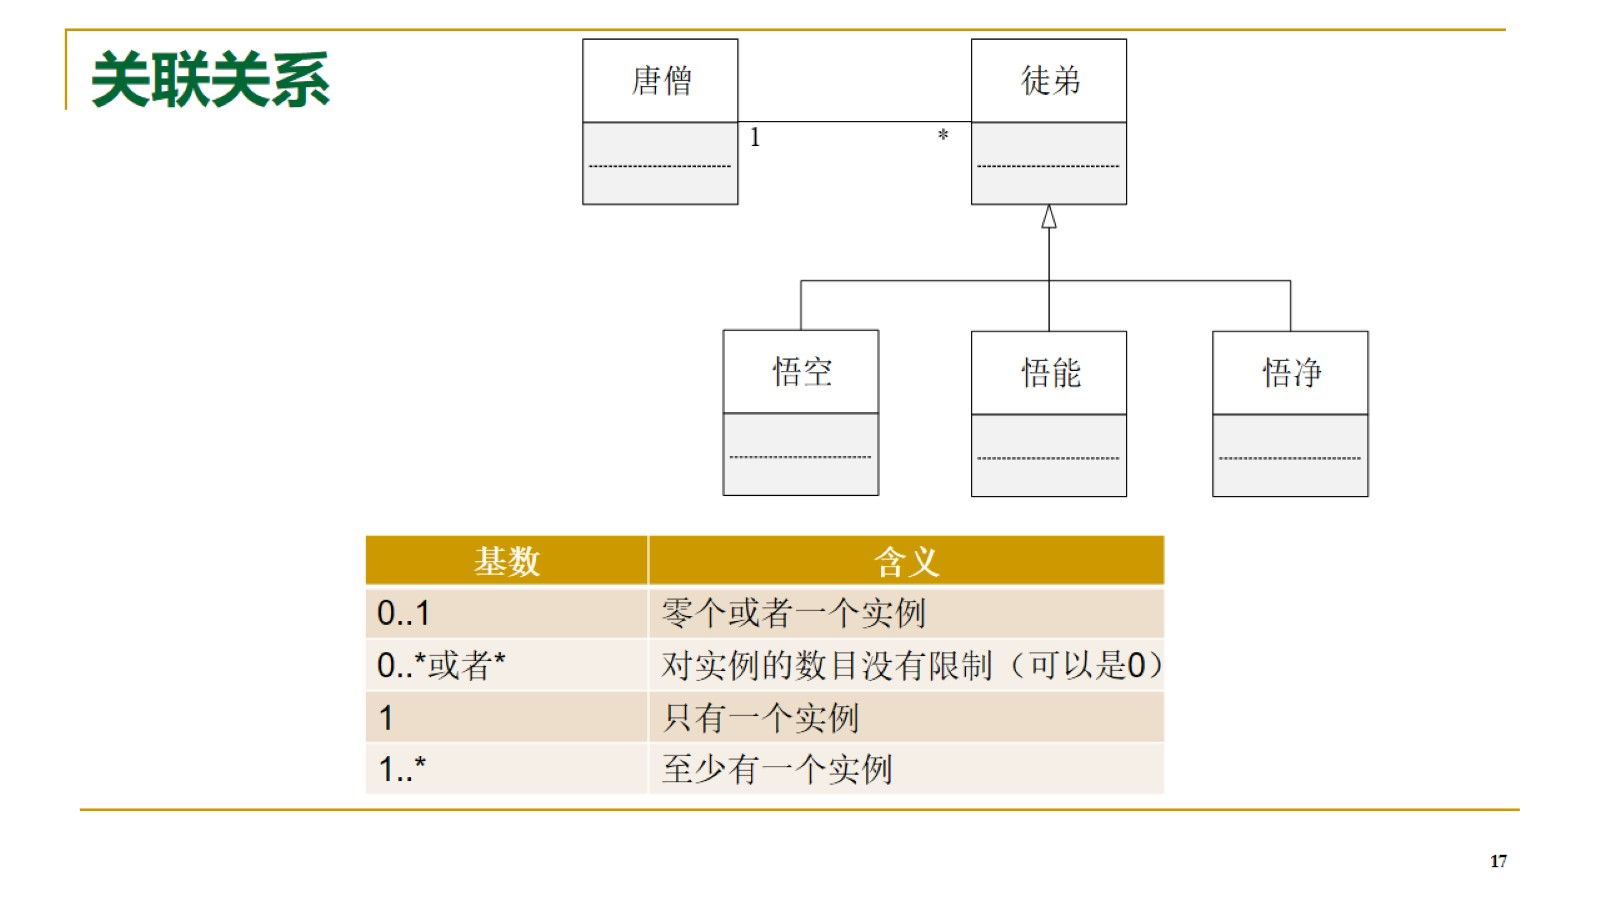 关联关系
唐僧
徒弟
1
*
悟空
悟能
悟净
基数 含义
0..1 零个或者一个实例
0..*或者* 对实例的数目没有限制（可以是0）
1 只有一个实例
1..* 至少有一个实例
17